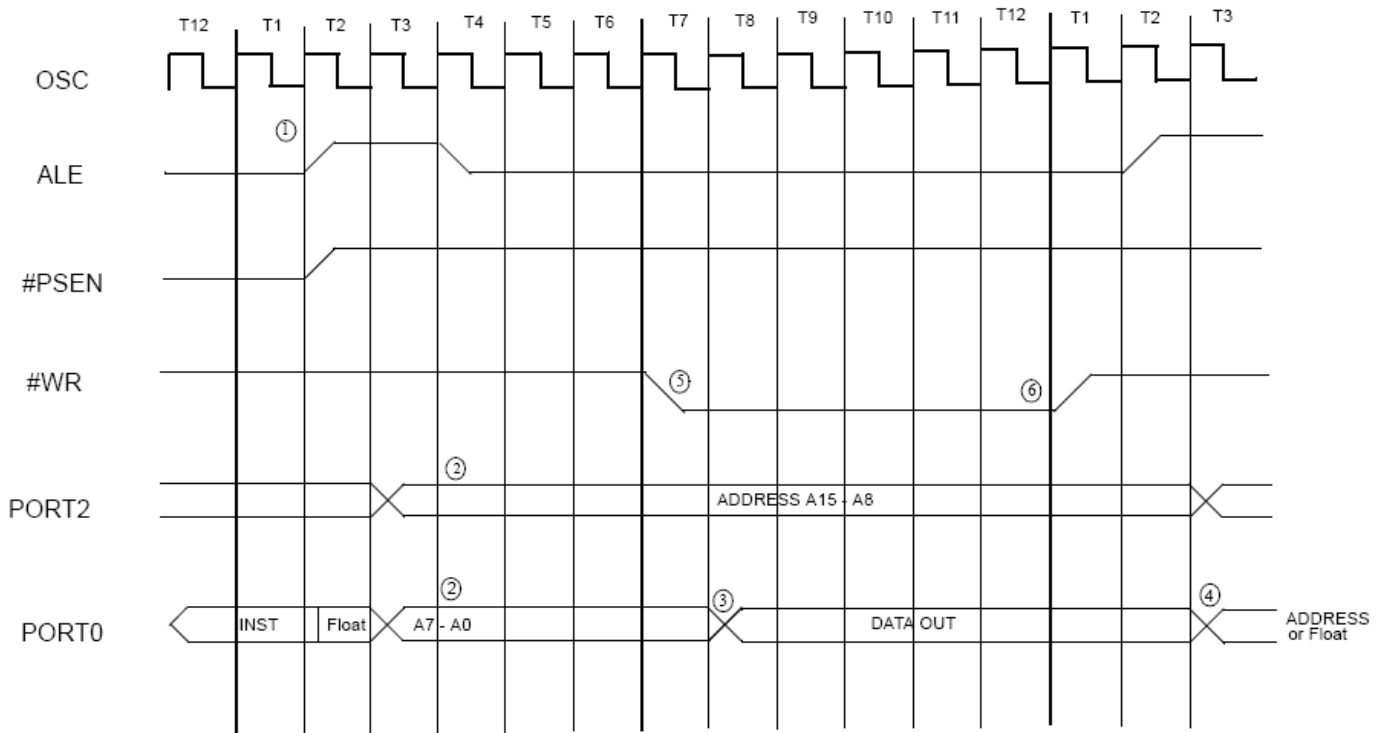 T12 T1 T2 T3 T4 T5 T6 T7 T8 T9 T10 T11 T12 T1 T2 T3
OSC
①
ALE
#PSEN
#WR
⑤
⑥
②
PORT2
ADDRESS A15 - A8
②
③
④
PORT0
INST
Float
A7 - A0
DATA OUT
ADDRESS
or Float